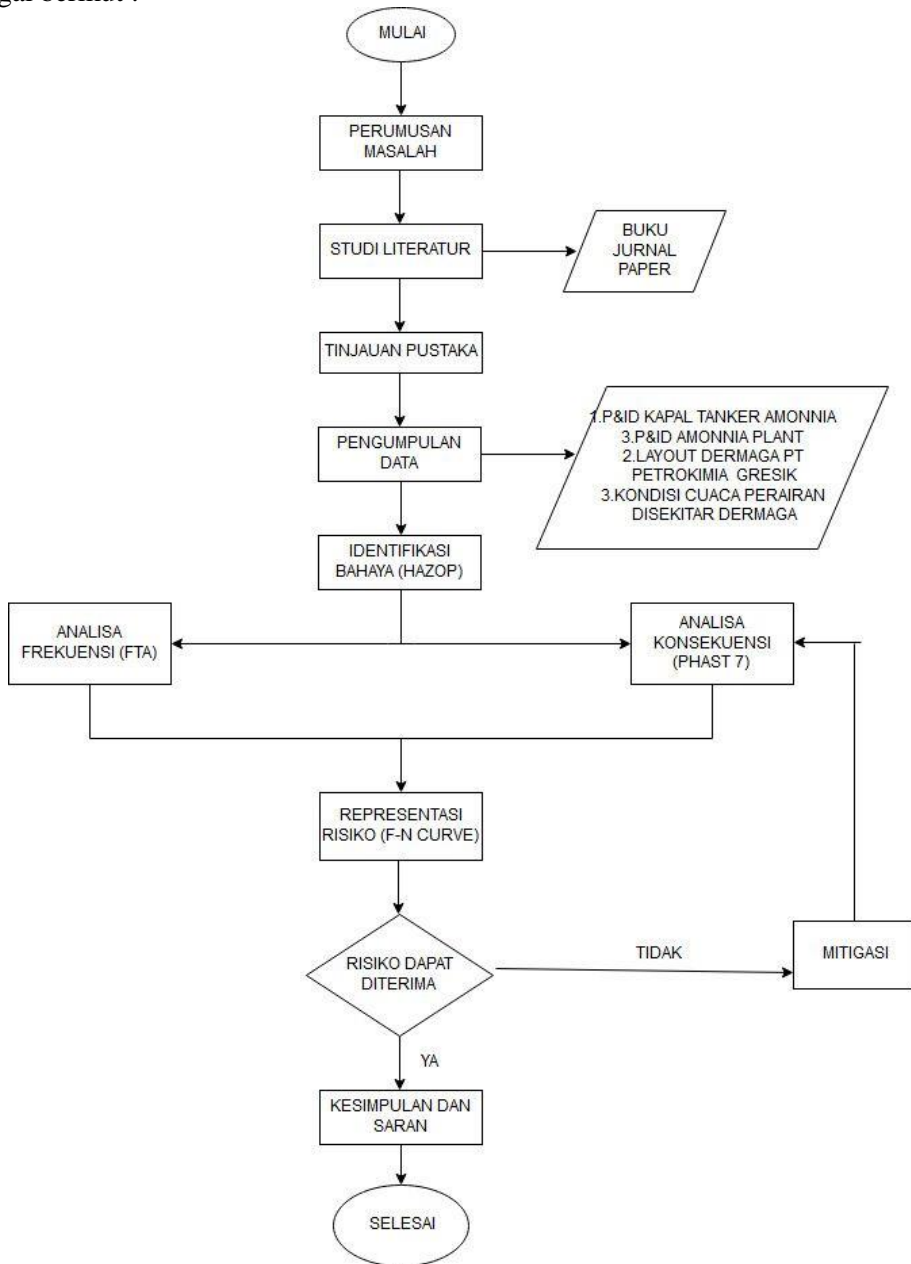 MULAI
PERUMUSAN
MASALAH
STUDI LITERATUR
BUKU
JURNAL
PAPER
TINJAUAN PUSTAKA
PENGUMPULAN
DATA
1.P&ID KAPAL TANKER AMONNIA
3.P&ID AMONNIA PLANT
2.LAYOUT DERMAGA PT
PETROKIMIA GRESIK
3.KONDISI CUACA PERAIRAN
DISEKITAR DERMAGA
IDENTIFIKASI
BAHAYA (HAZOP)
ANALISA
FREKUENSI (FTA)
ANALISA
KONSEKUENSI
(PHAST 7)
REPRESENTASI
RISIKO (F-N CURVE)
RISIKO DAPAT
DITERIMA
TIDAK
MITIGASI
YA
KESIMPULAN DAN
SARAN
SELESAI